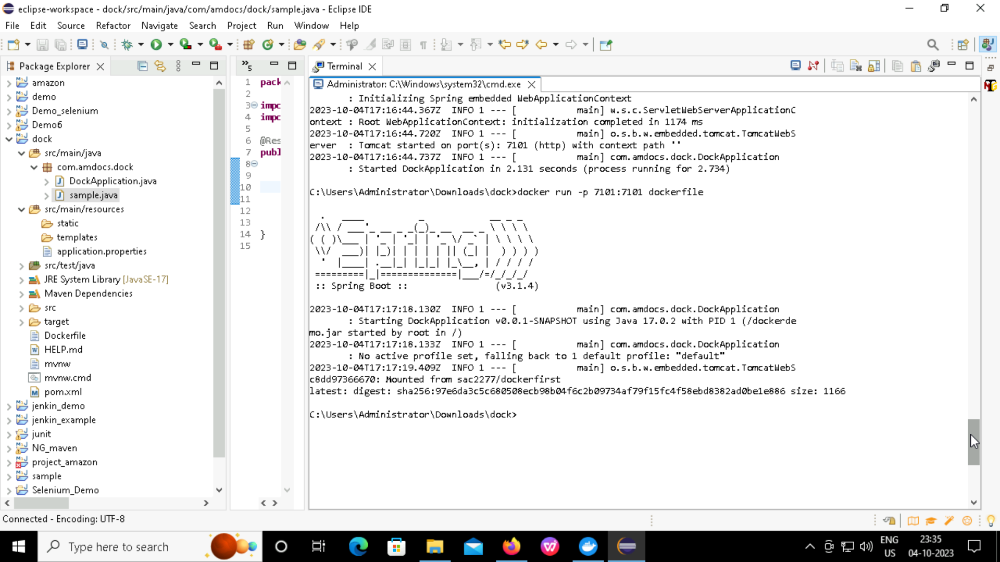 eclipse-workspace - dock/src/main/java/com/amdocs/dock/sample.java - Eclipse IDE
File Edit Source Refactor Navigate Search Project Run Window Help
Package Explorer
amazon
demo
Demo_selenium
Demo6
dock
src/main/java
com.amdocs.dock
DockApplication.java
sample.java
src/main/resources
static
templates
application.properties
src/test/java
JRE System Library [JavaSE-17]
Maven Dependencies
src
target
Dockerfile
HELP.md
mvnw
mvnw.cmd
pom.xml
jenkin_demo
jenkin_example
junit
NG_maven
project_amazon
sample
Selenium_Demo
»5
1 pack
2
3 impo
4 impo
5
6 @Res
7 publ
8
9
10
11
12
13
14 }
15
Terminal
Administrator: C:\Windows\system32\cmd.exe
: Initializing Spring embedded WebApplicationContext
2023-10-04T17:16:44.367Z INFO 1 --- [ main] w.s.c.ServletWebServerApplicationC
ontext : Root WebApplicationContext: initialization completed in 1174 ms
2023-10-04T17:16:44.720Z INFO 1 --- [ main] o.s.b.w.embedded.tomcat.TomcatWebS
erver : Tomcat started on port(s): 7101 (http) with context path ''
2023-10-04T17:16:44.737Z INFO 1 --- [ main] com.amdocs.dock.DockApplication
: Started DockApplication in 2.131 seconds (process running for 2.734)
C:\Users\Administrator\Downloads\dock>docker run -p 7101:7101 dockerfile
Spring
:: Spring Boot :: (v3.1.4)
2023-10-04T17:17:18.130Z INFO 1 --- [ main] com.amdocs.dock.DockApplication
: Starting DockApplication v0.0.1-SNAPSHOT using Java 17.0.2 with PID 1 (/dockerde
mo.jar started by root in /)
2023-10-04T17:17:18.133Z INFO 1 --- [ main] com.amdocs.dock.DockApplication
: No active profile set, falling back to 1 default profile: "default"
2023-10-04T17:17:19.409Z INFO 1 --- [ main] o.s.b.w.embedded.tomcat.TomcatWebS
c8dd97366670: Mounted from sac2277/dockerfirst
latest: digest: sha256:97e6da3c5c680508ecb98b04f6c2b09734af79f15fc4f58ebd8382ad0be1e886 size: 1166
C:\Users\Administrator\Downloads\dock>
Connected - Encoding: UTF-8
Type here to search
ENG
US
23:35
04-10-2023